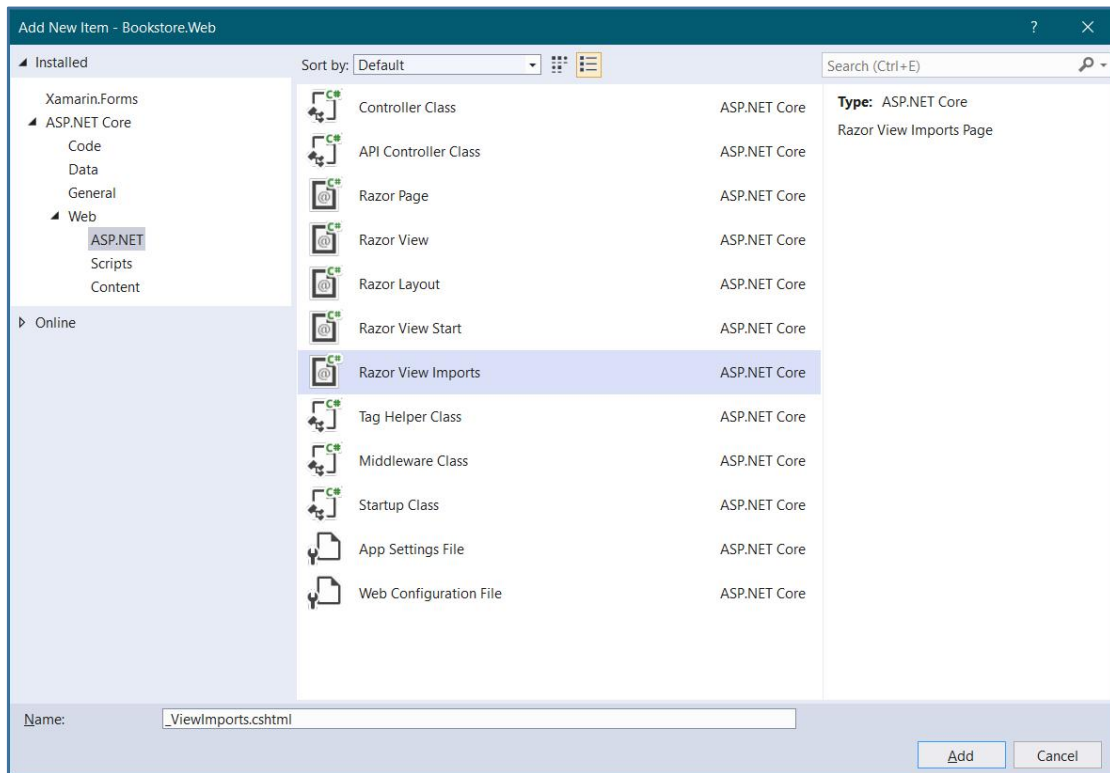 Add New Item - Bookstore.Web
?
Installed
Sort by: Default
Search (Ctrl+E)
Xamarin.Forms
ASP.NET Core
Code
Data
General
Web
ASP.NET
Scripts
Content
Online
C# Controller Class ASP.NET Core
C# API Controller Class ASP.NET Core
C# @ Razor Page ASP.NET Core
C# @ Razor View ASP.NET Core
C# @ Razor Layout ASP.NET Core
C# @ Razor View Start ASP.NET Core
C# @ Razor View Imports ASP.NET Core
C# Tag Helper Class ASP.NET Core
C# Middleware Class ASP.NET Core
C# Startup Class ASP.NET Core
App Settings File ASP.NET Core
Web Configuration File ASP.NET Core
Type: ASP.NET Core
Razor View Imports Page
Name: _ViewImports.cshtml
Add Cancel